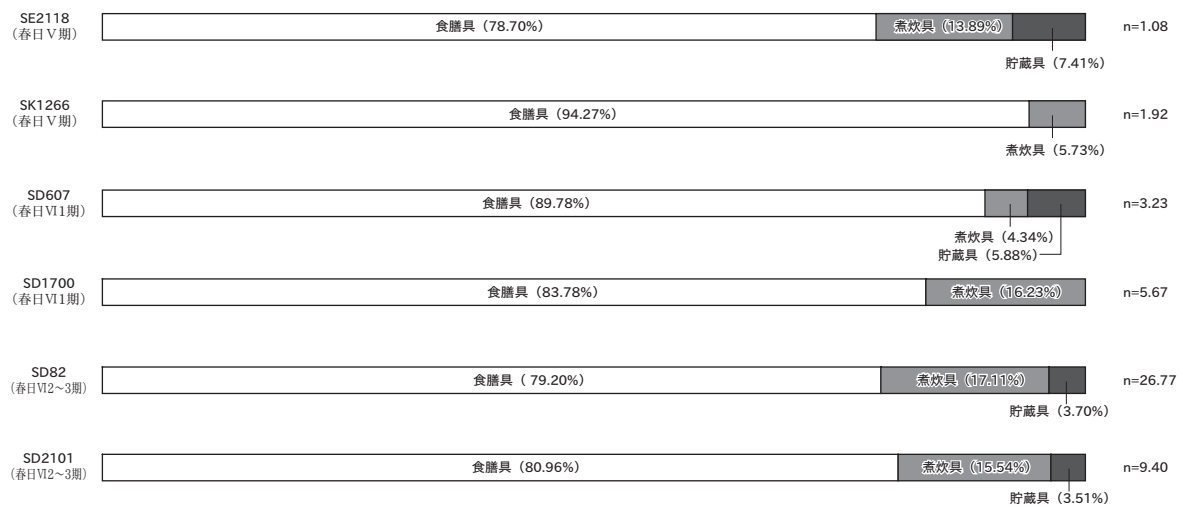 SE2118
（春日Ⅴ期）
食膳具（78.70%）
煮炊具（13.89%）
貯蔵具（7.41%）
n=1.08
SK1266
（春日Ⅴ期）
食膳具（94.27%）
煮炊具（5.73%）
n=1.92
SD607
（春日Ⅵ1期）
食膳具（89.78%）
煮炊具（4.34%）
貯蔵具（5.88%）
n=3.23
SD1700
（春日Ⅵ1期）
食膳具（83.78%）
煮炊具（16.23%）
n=5.67
SD82
（春日Ⅵ2～3期）
食膳具（ 79.20%）
煮炊具（17.11%）
貯蔵具（3.70%）
n=26.77
SD2101
（春日Ⅵ2～3期）
食膳具（80.96%）
煮炊具（15.54%）
貯蔵具（3.51%）
n=9.40